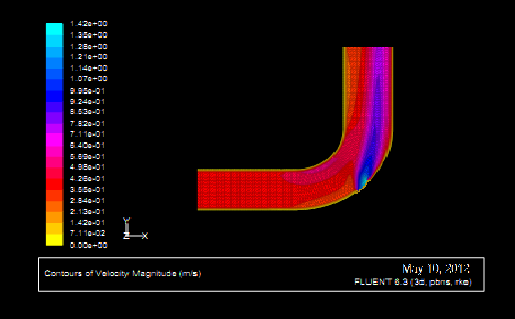 1.42e+00
1.35e+00
1.28e+00
1.21e+00
1.14e+00
1.07e+00
9.95e-01
9.24e-01
8.53e-01
7.82e-01
7.11e-01
6.40e-01
5.69e-01
4.98e-01
4.26e-01
3.55e-01
2.84e-01
2.13e-01
1.42e-01
7.11e-02
0.00e+00
Y
Z X
Contours of Velocity Magnitude (m/s)
May 10, 2012
FLUENT 6.3 (3d, pbns, rke)